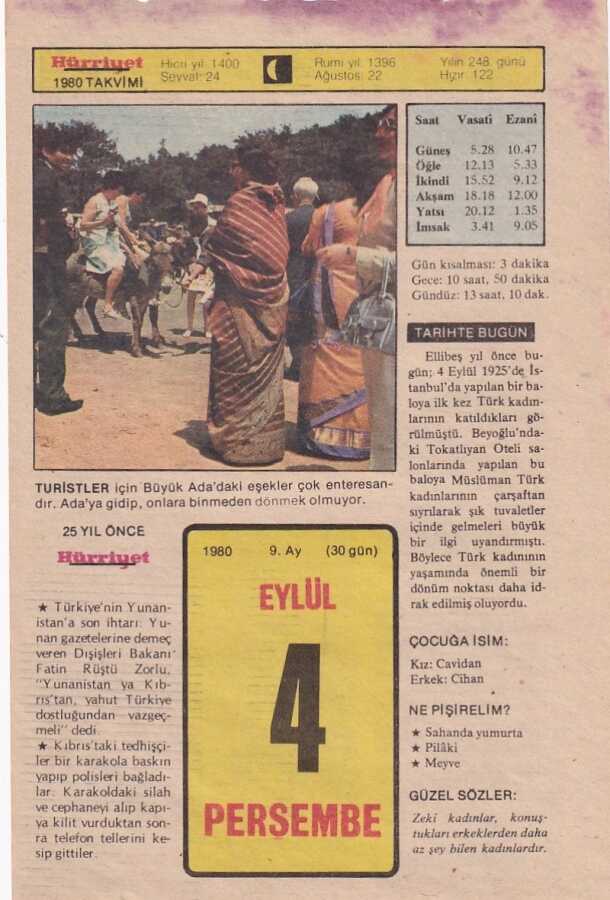 Hürriyet
1980 TAKVİMİ
Hicri yıl: 1400
Şevval: 24
Rumi yıl: 1396
Ağustos: 22
Yılın 248. günü
Hızır: 122
Saat Vasati Ezanî
Güneş 5.28 10.47
Öğle 12.13 5.33
İkindi 15.52 9.12
Akşam 18.18 12.00
Yatsı 20.12 1.35
İmsak 3.41 9.05
Gün kısalması: 3 dakika
Gece: 10 saat, 50 dakika
Gündüz: 13 saat, 10 dak.
TARİHTE BUGÜN
Ellibeş yıl önce bu-
gün; 4 Eylül 1925'de İs-
tanbul'da yapılan bir ba-
loya ilk kez Türk kadın-
larının katıldıkları gö-
rülmüştü. Beyoğlu'nda-
ki Tokatlıyan Oteli sa-
lonlarında yapılan bu
baloya Müslüman Türk
kadınlarının çarşaftan
sıyrılarak şık tuvaletler
içinde gelmeleri büyük
bir ilgi uyandırmıştı.
Böylece Türk kadınının
yaşamında önemli bir
dönüm noktası daha id-
rak edilmiş oluyordu.
TURİSTLER için Büyük Ada'daki eşekler çok enteresan-
dır. Ada'ya gidip, onlara binmeden dönmek olmuyor.
25 YIL ÖNCE
Hürriyet
★ Türkiye'nin Yunan-
istan'a son ihtarı: Yu-
nan gazetelerine demeç
veren Dışişleri Bakanı
Fatin Rüştü Zorlu,
"Yunanistan ya Kıb-
rıs'tan, yahut Türkiye
dostluğundan vazgeç-
meli" dedi.
★ Kıbrıs'taki tedhişçi-
ler bir karakola baskın
yapıp polisleri bağladı-
lar. Karakoldaki silah
ve cephaneyi alıp kapı-
ya kilit vurduktan son-
ra telefon tellerini ke-
sip gittiler.
1980 9. Ay (30 gün)
EYLÜL
4
PERŞEMBE
ÇOCUĞA İSİM:
Kız: Cavidan
Erkek: Cihan
NE PİŞİRELİM?
★ Sahanda yumurta
★ Pilâki
★ Meyve
GÜZEL SÖZLER:
Zeki kadınlar, konuş-
tukları erkeklerden daha
az şey bilen kadınlardır.